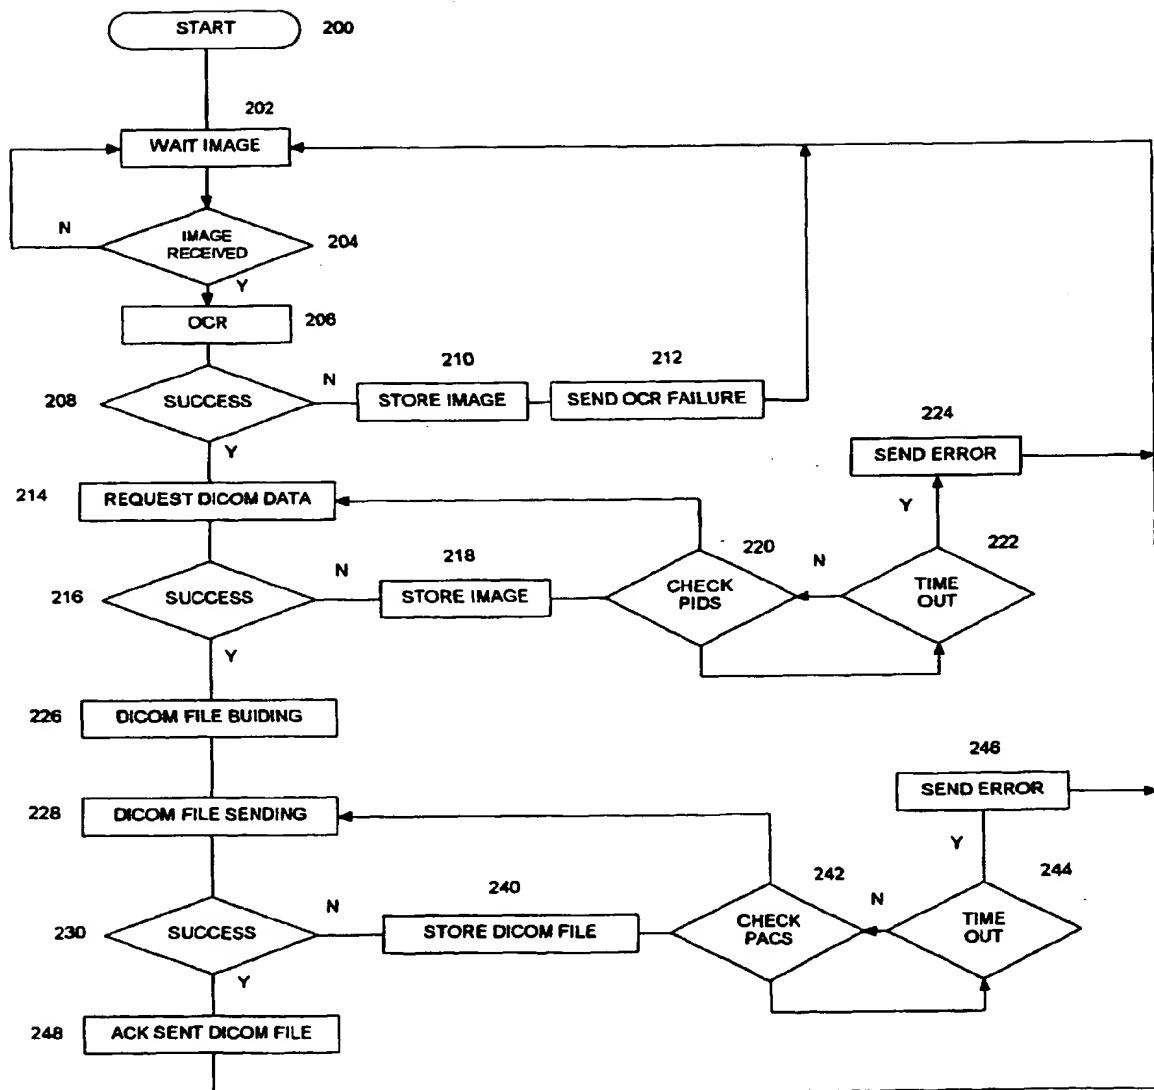 START 200
202
WAIT IMAGE
N
IMAGE
RECEIVED
204
Y
OCR 206
208 SUCCESS N
210
STORE IMAGE
212
SEND OCR FAILURE
Y
224
SEND ERROR
214 REQUEST DICOM DATA
Y
216 SUCCESS N
218
STORE IMAGE
220
CHECK
PIDS
N
222
TIME
OUT
Y
226 DICOM FILE BUIDING
246
SEND ERROR
228 DICOM FILE SENDING
Y
230 SUCCESS N
240
STORE DICOM FILE
242
CHECK
PACS
N
244
TIME
OUT
Y
248 ACK SENT DICOM FILE